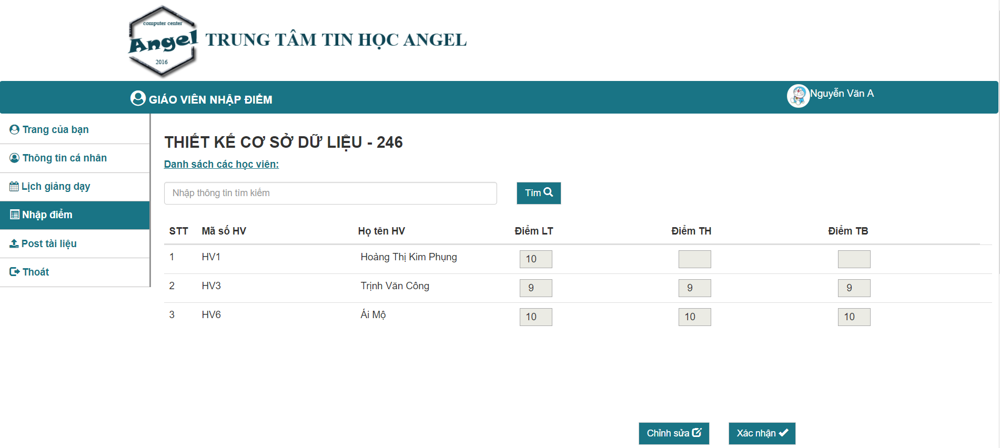 computer center
Angel
2016
TRUNG TÂM TIN HỌC ANGEL
GIÁO VIÊN NHẬP ĐIỂM
Nguyễn Văn A
Trang của bạn
Thông tin cá nhân
Lịch giảng dạy
Nhập điểm
Post tài liệu
Thoát
THIẾT KẾ CƠ SỞ DỮ LIỆU - 246
Danh sách các học viên:
Nhập thông tin tìm kiếm
Tìm
STT Mã số HV Họ tên HV Điểm LT Điểm TH Điểm TB
1 HV1 Hoàng Thị Kim Phụng 10
2 HV3 Trịnh Văn Công 9 9 9
3 HV6 Ái Mộ 10 10 10
Chỉnh sửa
Xác nhận